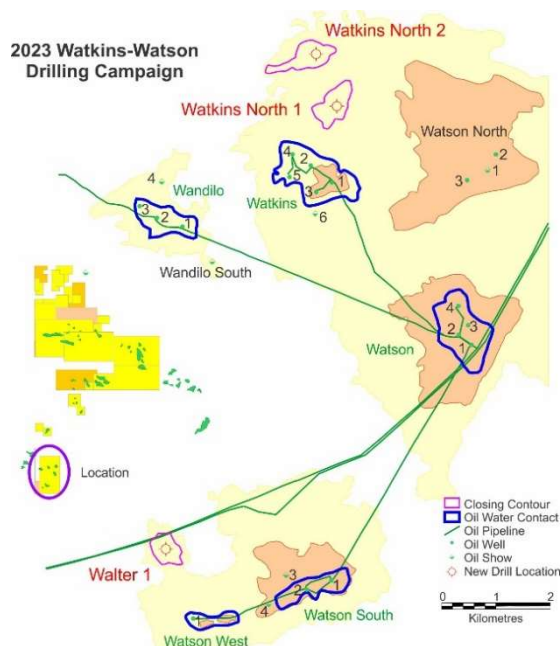 2023 Watkins-Watson
Drilling Campaign
Watkins North 2
Watkins North 1
Watson North
2
1
3
4
2
5
1
3
Watkins
6
4
Wandilo
3
2
1
Wandilo South
4
3
2
1
Watson
Location
Closing Contour
Oil Water Contact
Oil Pipeline
Oil Well
Oil Show
New Drill Location
0 1 2
Kilometres
Walter 1
3
2
1
4
Watson South
1
Watson West